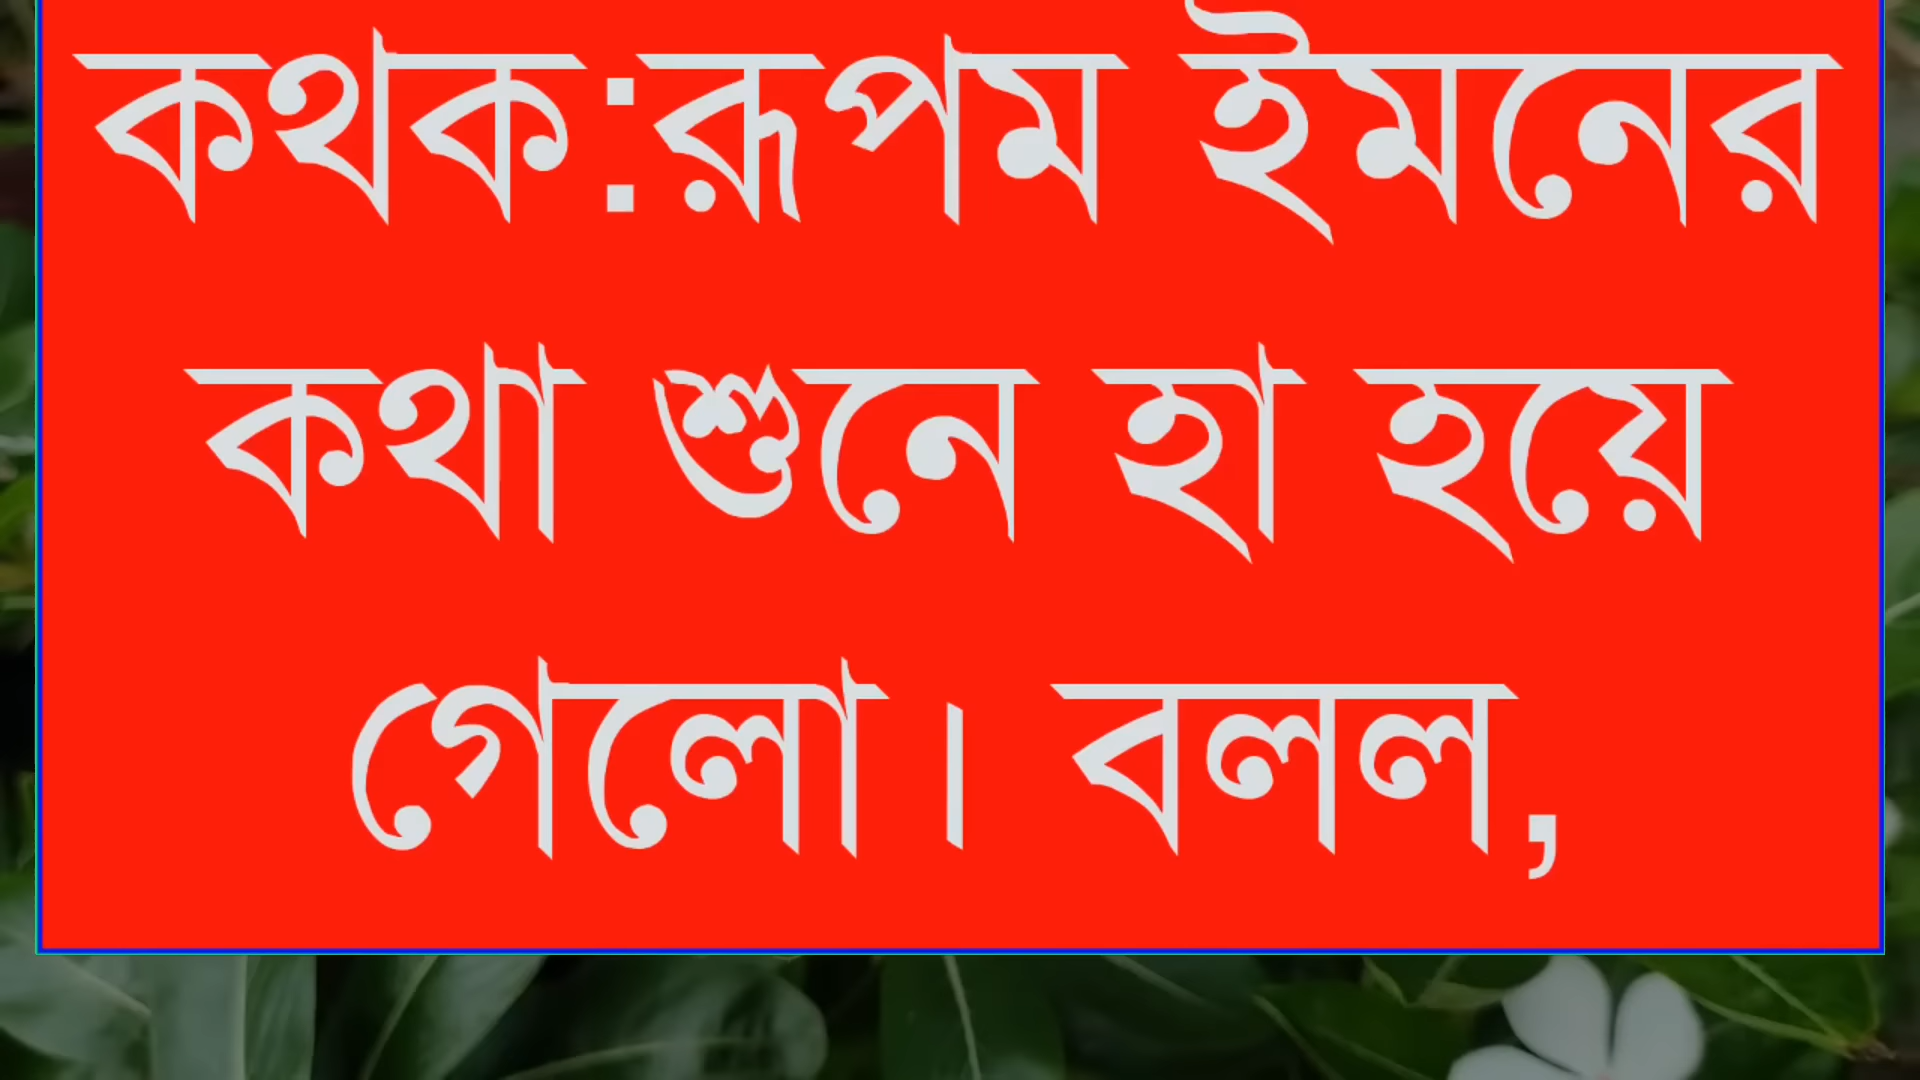 কথক:রূপম ইমনের
কথা শুনে হা হয়ে
গেলো। বলল,